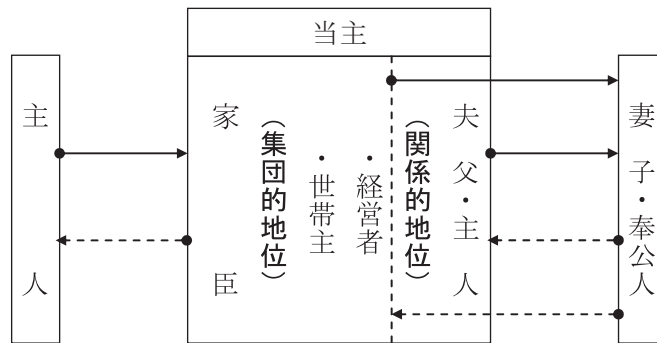 当主
妻子・奉公人
夫父・主人
（関係的地位）
・経営者
・世帯主
（集団的地位）
家臣
主人